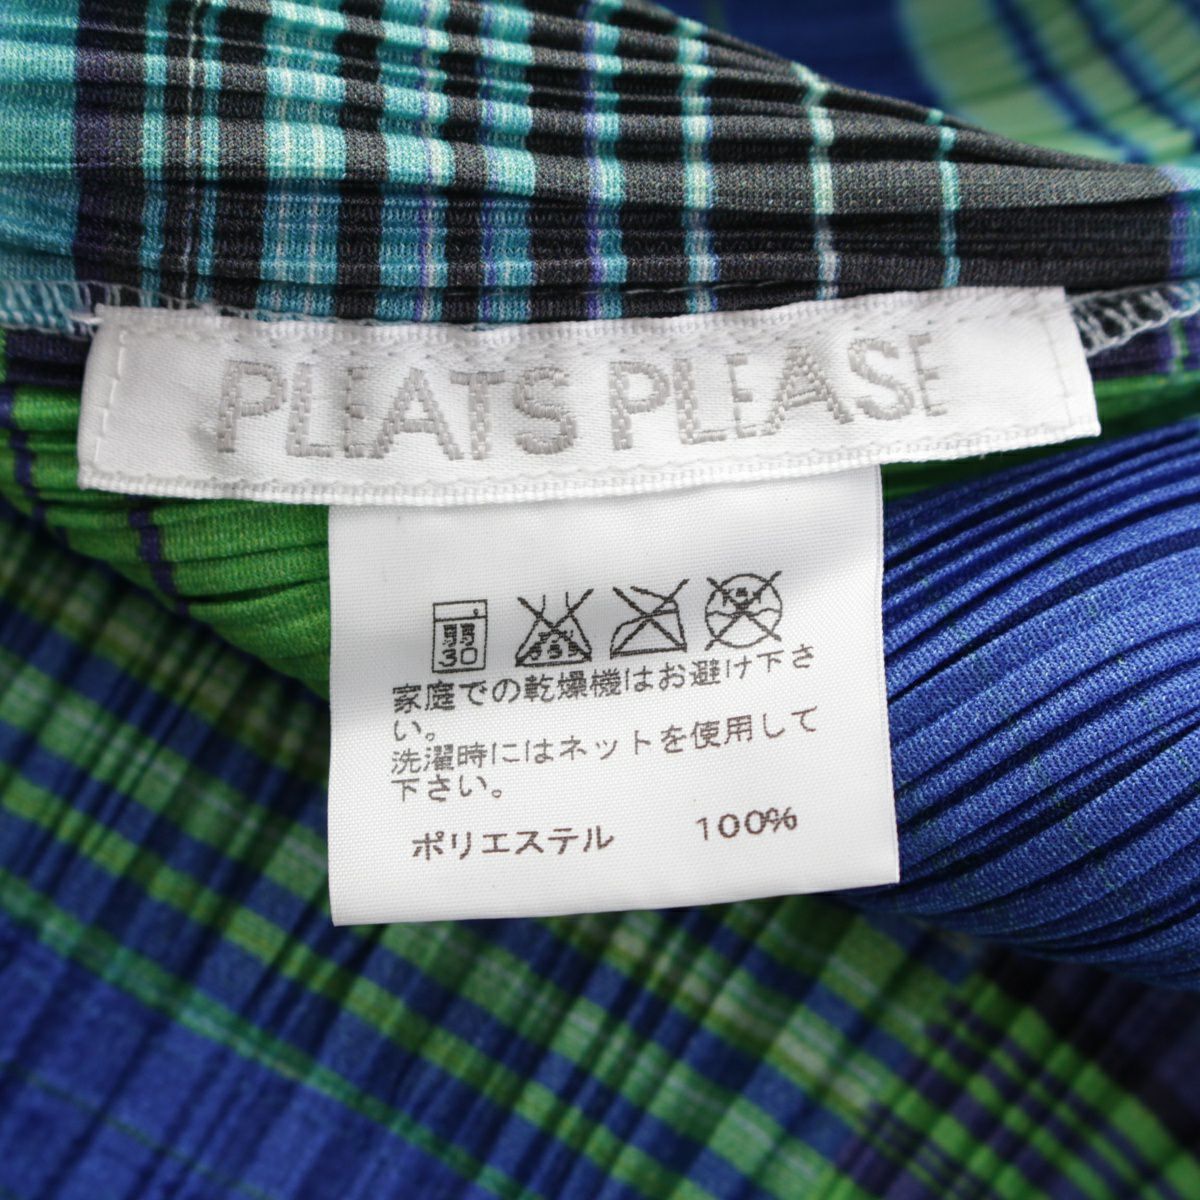 PLEATS PLEASE
30
家庭での乾燥機はお避け下さ
い。
洗濯時にはネットを使用して
下さい。
ポリエステル 100%